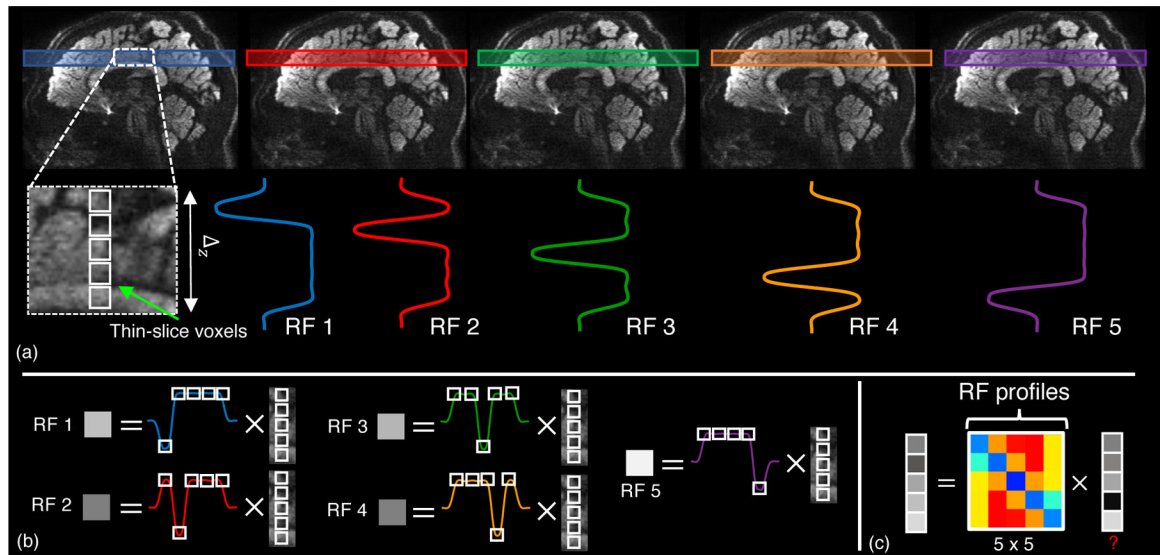 Δz
Thin-slice voxels
RF 1
RF 2
RF 3
RF 4
RF 5
(a)
RF 1 = ×
RF 2 = ×
RF 3 = ×
RF 4 = ×
RF 5 = ×
(b)
RF profiles
= ×
5 x 5
?
(c)